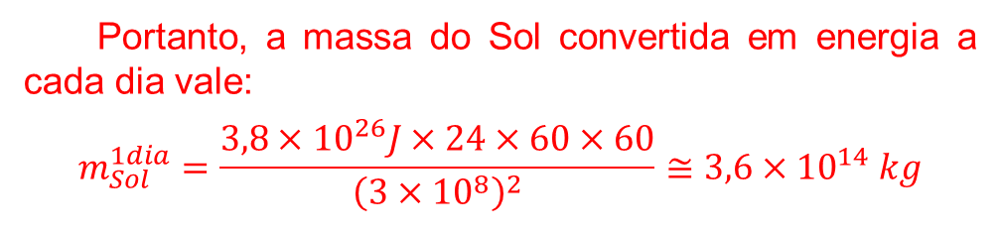 Portanto, a massa do Sol convertida em energia a
cada dia vale:
m_{Sol}^{1dia} = \frac{3,8 × 10^{26}J × 24 × 60 × 60}{(3 × 10^{8})^{2}} ≅ 3,6 × 10^{14} kg